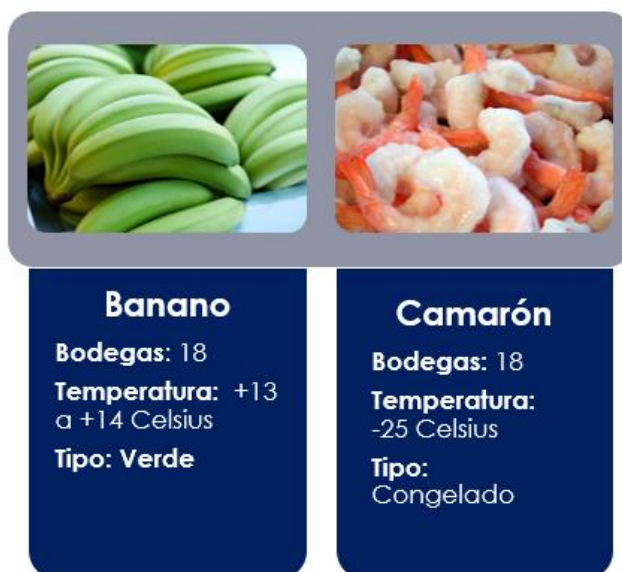 Banano
Bodegas: 18
Temperatura: +13
a +14 Celsius
Tipo: Verde
Camarón
Bodegas: 18
Temperatura:
-25 Celsius
Tipo:
Congelado